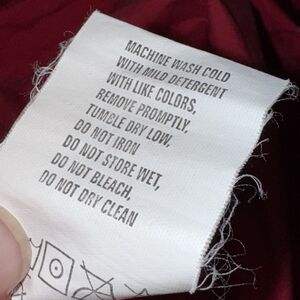 MACHINE WASH COLD
WITH MILD DETERGENT
WITH LIKE COLORS,
REMOVE PROMPTLY,
TUMBLE DRY LOW,
DO NOT IRON
DO NOT STORE WET,
DO NOT BLEACH,
DO NOT DRY CLEAN